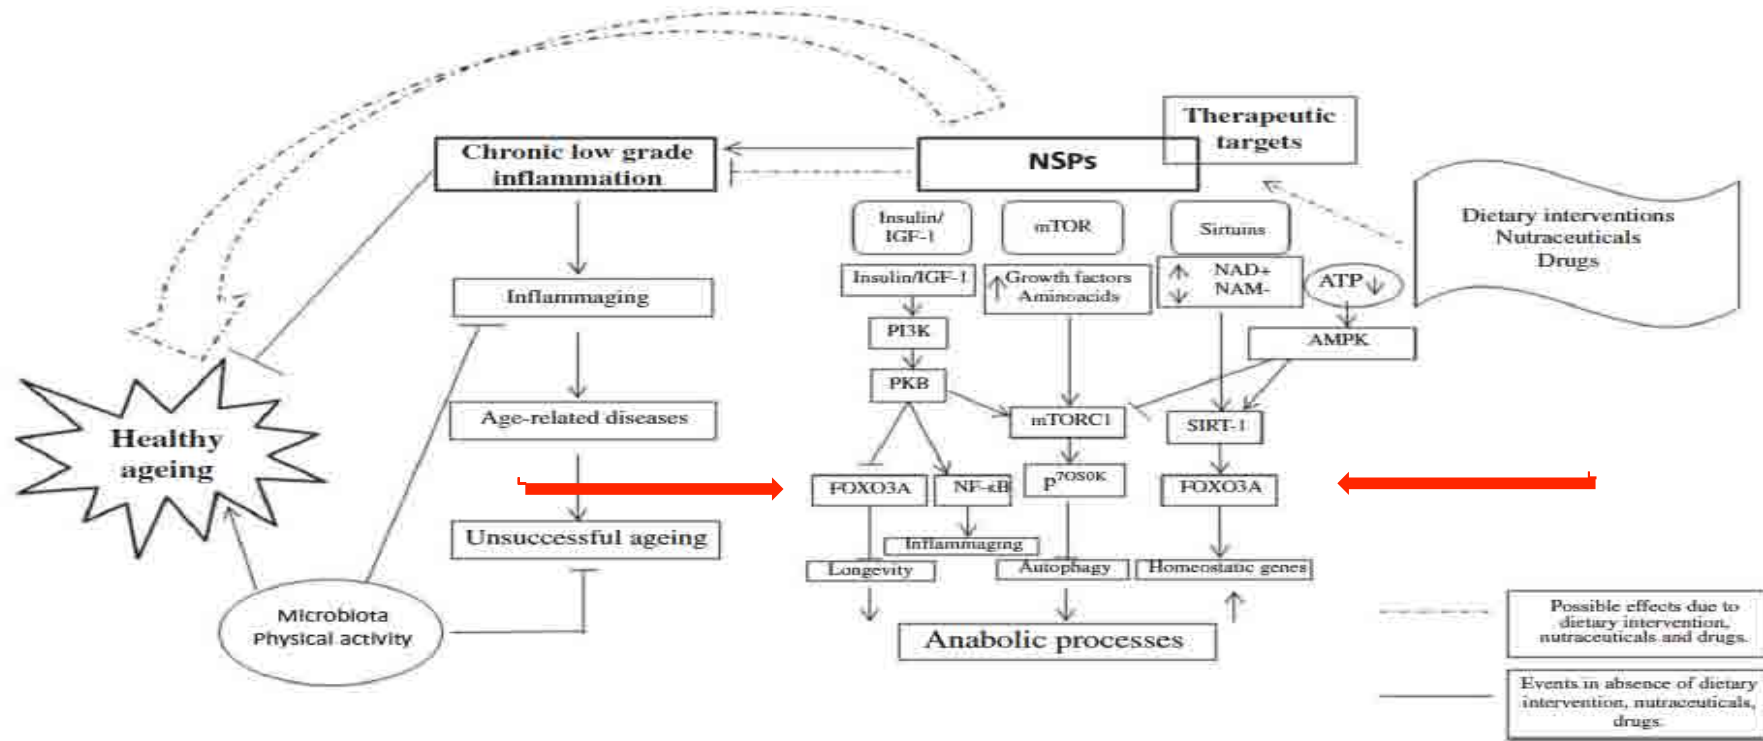 Therapeutic
targets
Chronic low grade
inflammation
NSPs
Dietary interventions
Nutraceuticals
Drugs
Insulin/
IGF-1
mTOR
Sirtuins
Insulin/IGF-1
Growth factors
Aminoacids
NAD+
NAM-
ATP
Inflammaging
PI3K
AMPK
PKB
Age-related diseases
mTORC1
SIRT-1
Healthy
ageing
FOXO3A
NF-κB
p70S0K
FOXO3A
Unsuccessful ageing
Inflammaging
Longevity
Autophagy
Homeostatic genes
Microbiota
Physical activity
Anabolic processes
Possible effects due to
dietary intervention,
nutraceuticals and drugs.
Events in absence of dietary
intervention, nutraceuticals,
drugs.